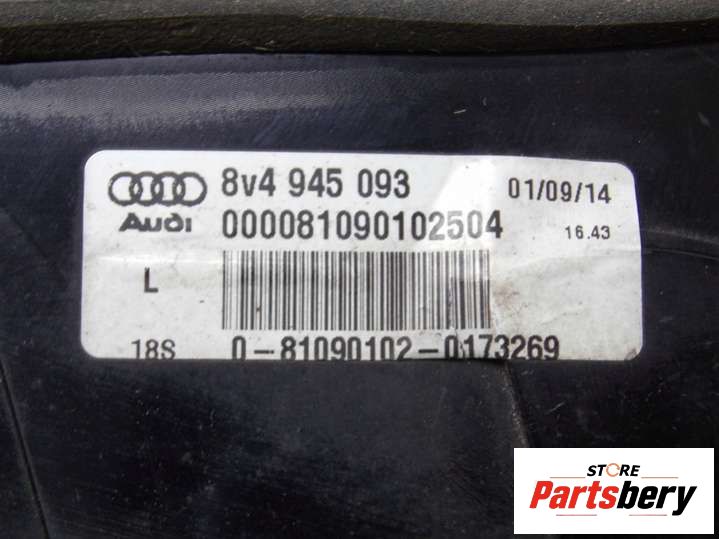 8v4 945 093
01/09/14
Audi
000081090102504
16.43
L
18S
0-81090102-0173269
STORE
Partsbery